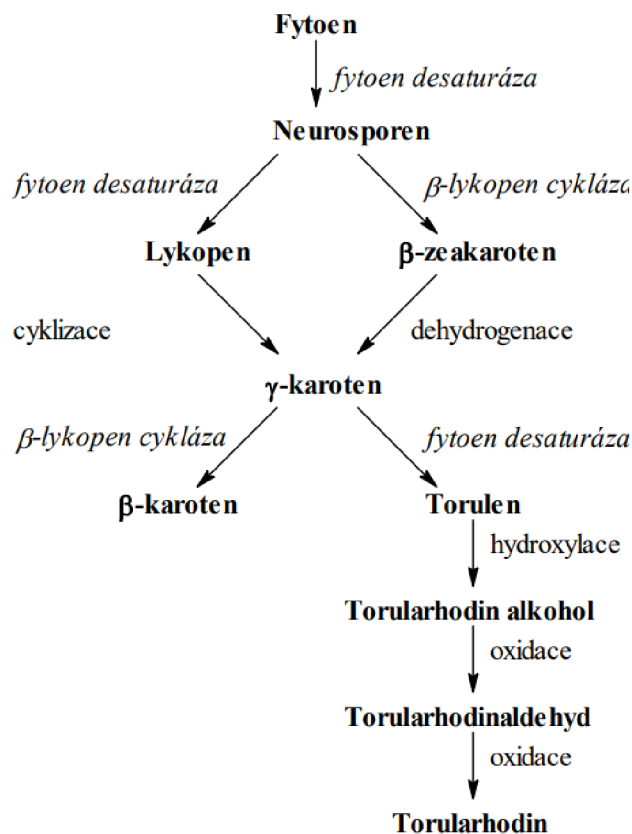 Fytoen
fytoen desaturáza
Neurosporen
fytoen desaturáza
β-lykopen cykláza
Lykopen
β-zeakaroten
cyklizace
dehydrogenace
γ-karoten
β-lykopen cykláza
fytoen desaturáza
β-karoten
Torulen
hydroxylace
Torularhodin alkohol
oxidace
Torularhodinaldehyd
oxidace
Torularhodin